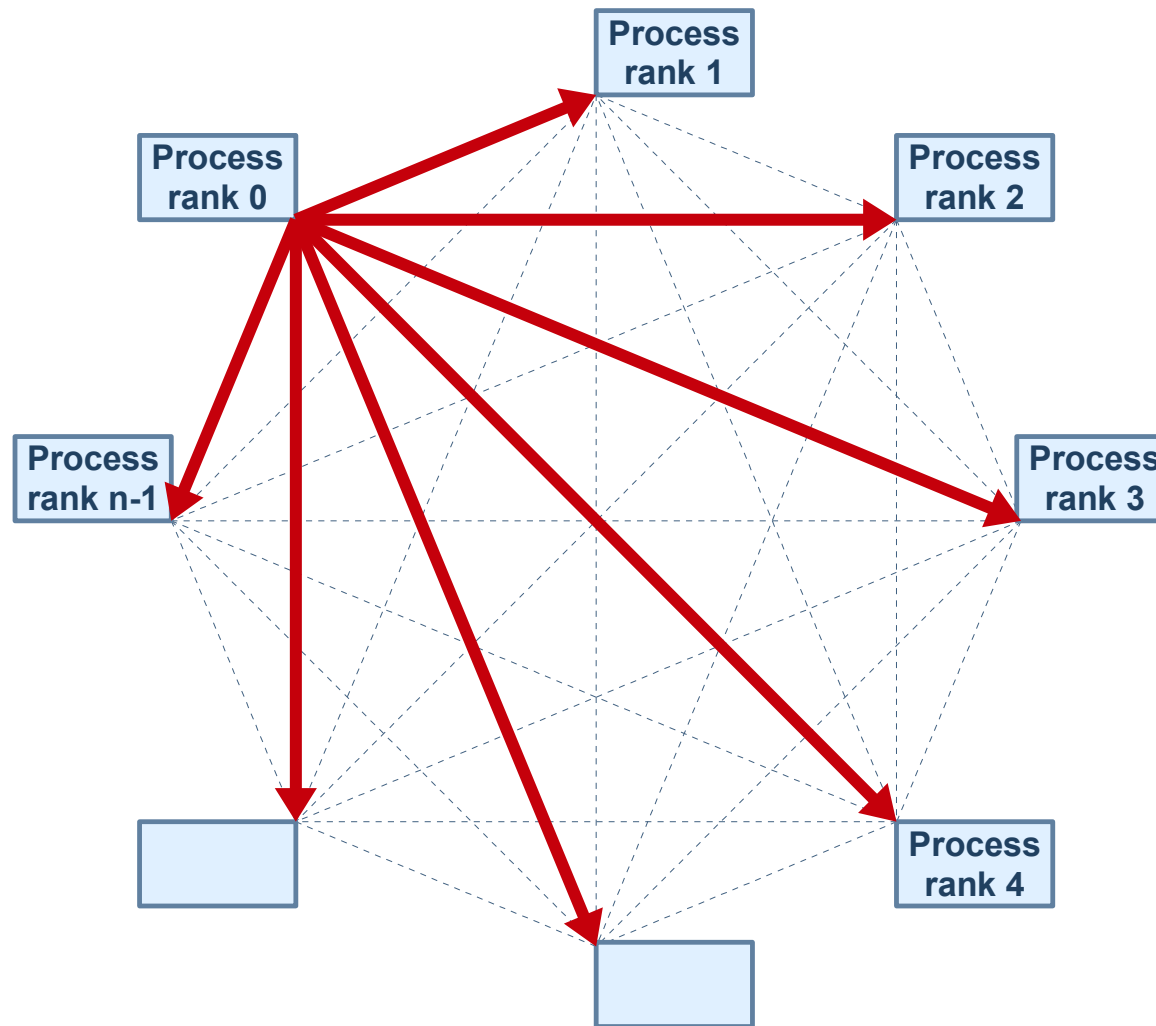 Process
rank 1
Process
rank 0
Process
rank 2
Process
rank n-1
Process
rank 3
Process
rank 4